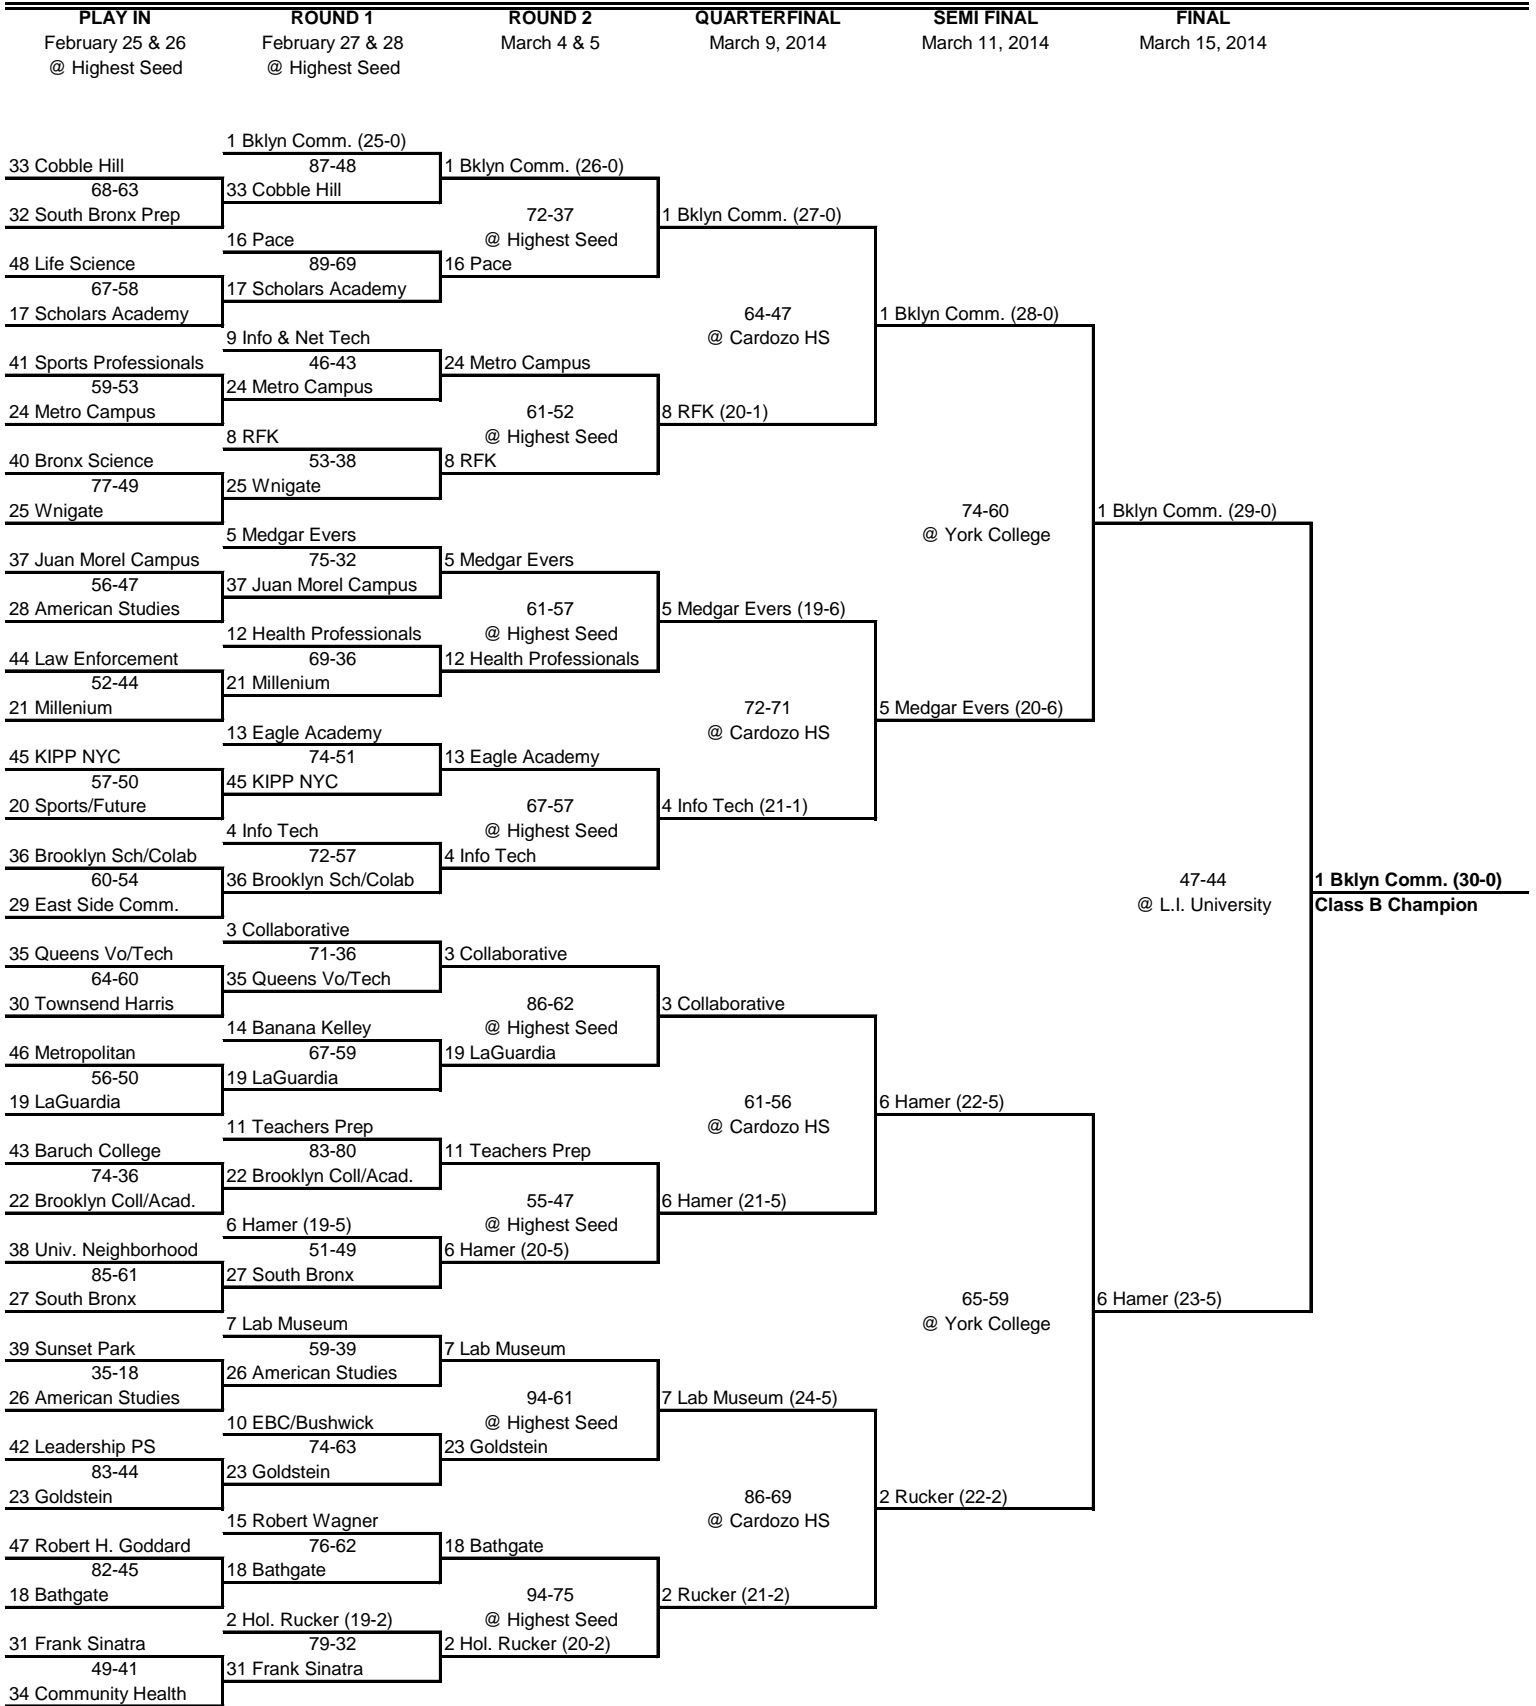 PLAY IN ROUND 1 ROUND 2 QUARTERFINAL SEMI FINAL FINAL
February 25 & 26 February 27 & 28 March 4 & 5 March 9, 2014 March 11, 2014 March 15, 2014
@ Highest Seed @ Highest Seed
1 Bklyn Comm. (25-0)
33 Cobble Hill 87-48 1 Bklyn Comm. (26-0)
68-63 33 Cobble Hill
32 South Bronx Prep 72-37 1 Bklyn Comm. (27-0)
16 Pace @ Highest Seed
48 Life Science 89-69 16 Pace
67-58 17 Scholars Academy
17 Scholars Academy 64-47 1 Bklyn Comm. (28-0)
9 Info & Net Tech @ Cardozo HS
41 Sports Professionals 46-43 24 Metro Campus
59-53 24 Metro Campus
24 Metro Campus 61-52 8 RFK (20-1)
8 RFK @ Highest Seed
40 Bronx Science 53-38 8 RFK
77-49 25 Wnigate
25 Wnigate 74-60 1 Bklyn Comm. (29-0)
5 Medgar Evers @ York College
37 Juan Morel Campus 75-32 5 Medgar Evers
56-47 37 Juan Morel Campus
28 American Studies 61-57 5 Medgar Evers (19-6)
12 Health Professionals @ Highest Seed
44 Law Enforcement 69-36 12 Health Professionals
52-44 21 Millenium
21 Millenium 72-71 5 Medgar Evers (20-6)
13 Eagle Academy @ Cardozo HS
45 KIPP NYC 74-51 13 Eagle Academy
57-50 45 KIPP NYC
20 Sports/Future 67-57 4 Info Tech (21-1)
4 Info Tech @ Highest Seed
36 Brooklyn Sch/Colab 72-57 4 Info Tech
60-54 36 Brooklyn Sch/Colab 47-44 1 Bklyn Comm. (30-0)
29 East Side Comm. @ L.I. University Class B Champion
3 Collaborative
35 Queens Vo/Tech 71-36 3 Collaborative
64-60 35 Queens Vo/Tech
30 Townsend Harris 86-62 3 Collaborative
14 Banana Kelley @ Highest Seed
46 Metropolitan 67-59 19 LaGuardia
56-50 19 LaGuardia
19 LaGuardia 61-56 6 Hamer (22-5)
11 Teachers Prep @ Cardozo HS
43 Baruch College 83-80 11 Teachers Prep
74-36 22 Brooklyn Coll/Acad.
22 Brooklyn Coll/Acad. 55-47 6 Hamer (21-5)
6 Hamer (19-5) @ Highest Seed
38 Univ. Neighborhood 51-49 6 Hamer (20-5)
85-61 27 South Bronx
27 South Bronx 65-59 6 Hamer (23-5)
7 Lab Museum @ York College
39 Sunset Park 59-39 7 Lab Museum
35-18 26 American Studies
26 American Studies 94-61 7 Lab Museum (24-5)
10 EBC/Bushwick @ Highest Seed
42 Leadership PS 74-63 23 Goldstein
83-44 23 Goldstein
23 Goldstein 86-69 2 Rucker (22-2)
15 Robert Wagner @ Cardozo HS
47 Robert H. Goddard 76-62 18 Bathgate
82-45 18 Bathgate
18 Bathgate 94-75 2 Rucker (21-2)
2 Hol. Rucker (19-2) @ Highest Seed
31 Frank Sinatra 79-32 2 Hol. Rucker (20-2)
49-41 31 Frank Sinatra
34 Community Health